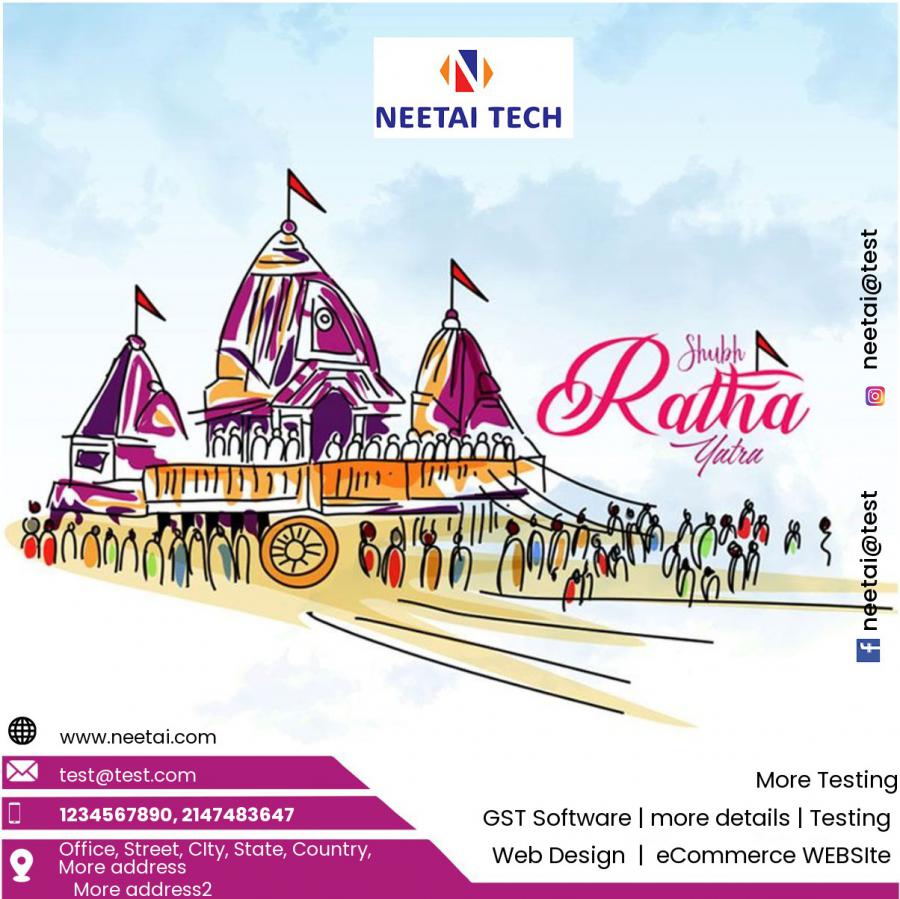 NEETAI TECH
Shubh
Ratha
Yatra
neetai@test
neetai@test
www.neetai.com
test@test.com
1234567890, 2147483647
Office, Street, CIty, State, Country,
More address
More address2
More Testing
GST Software | more details | Testing
Web Design | eCommerce WEBSIte